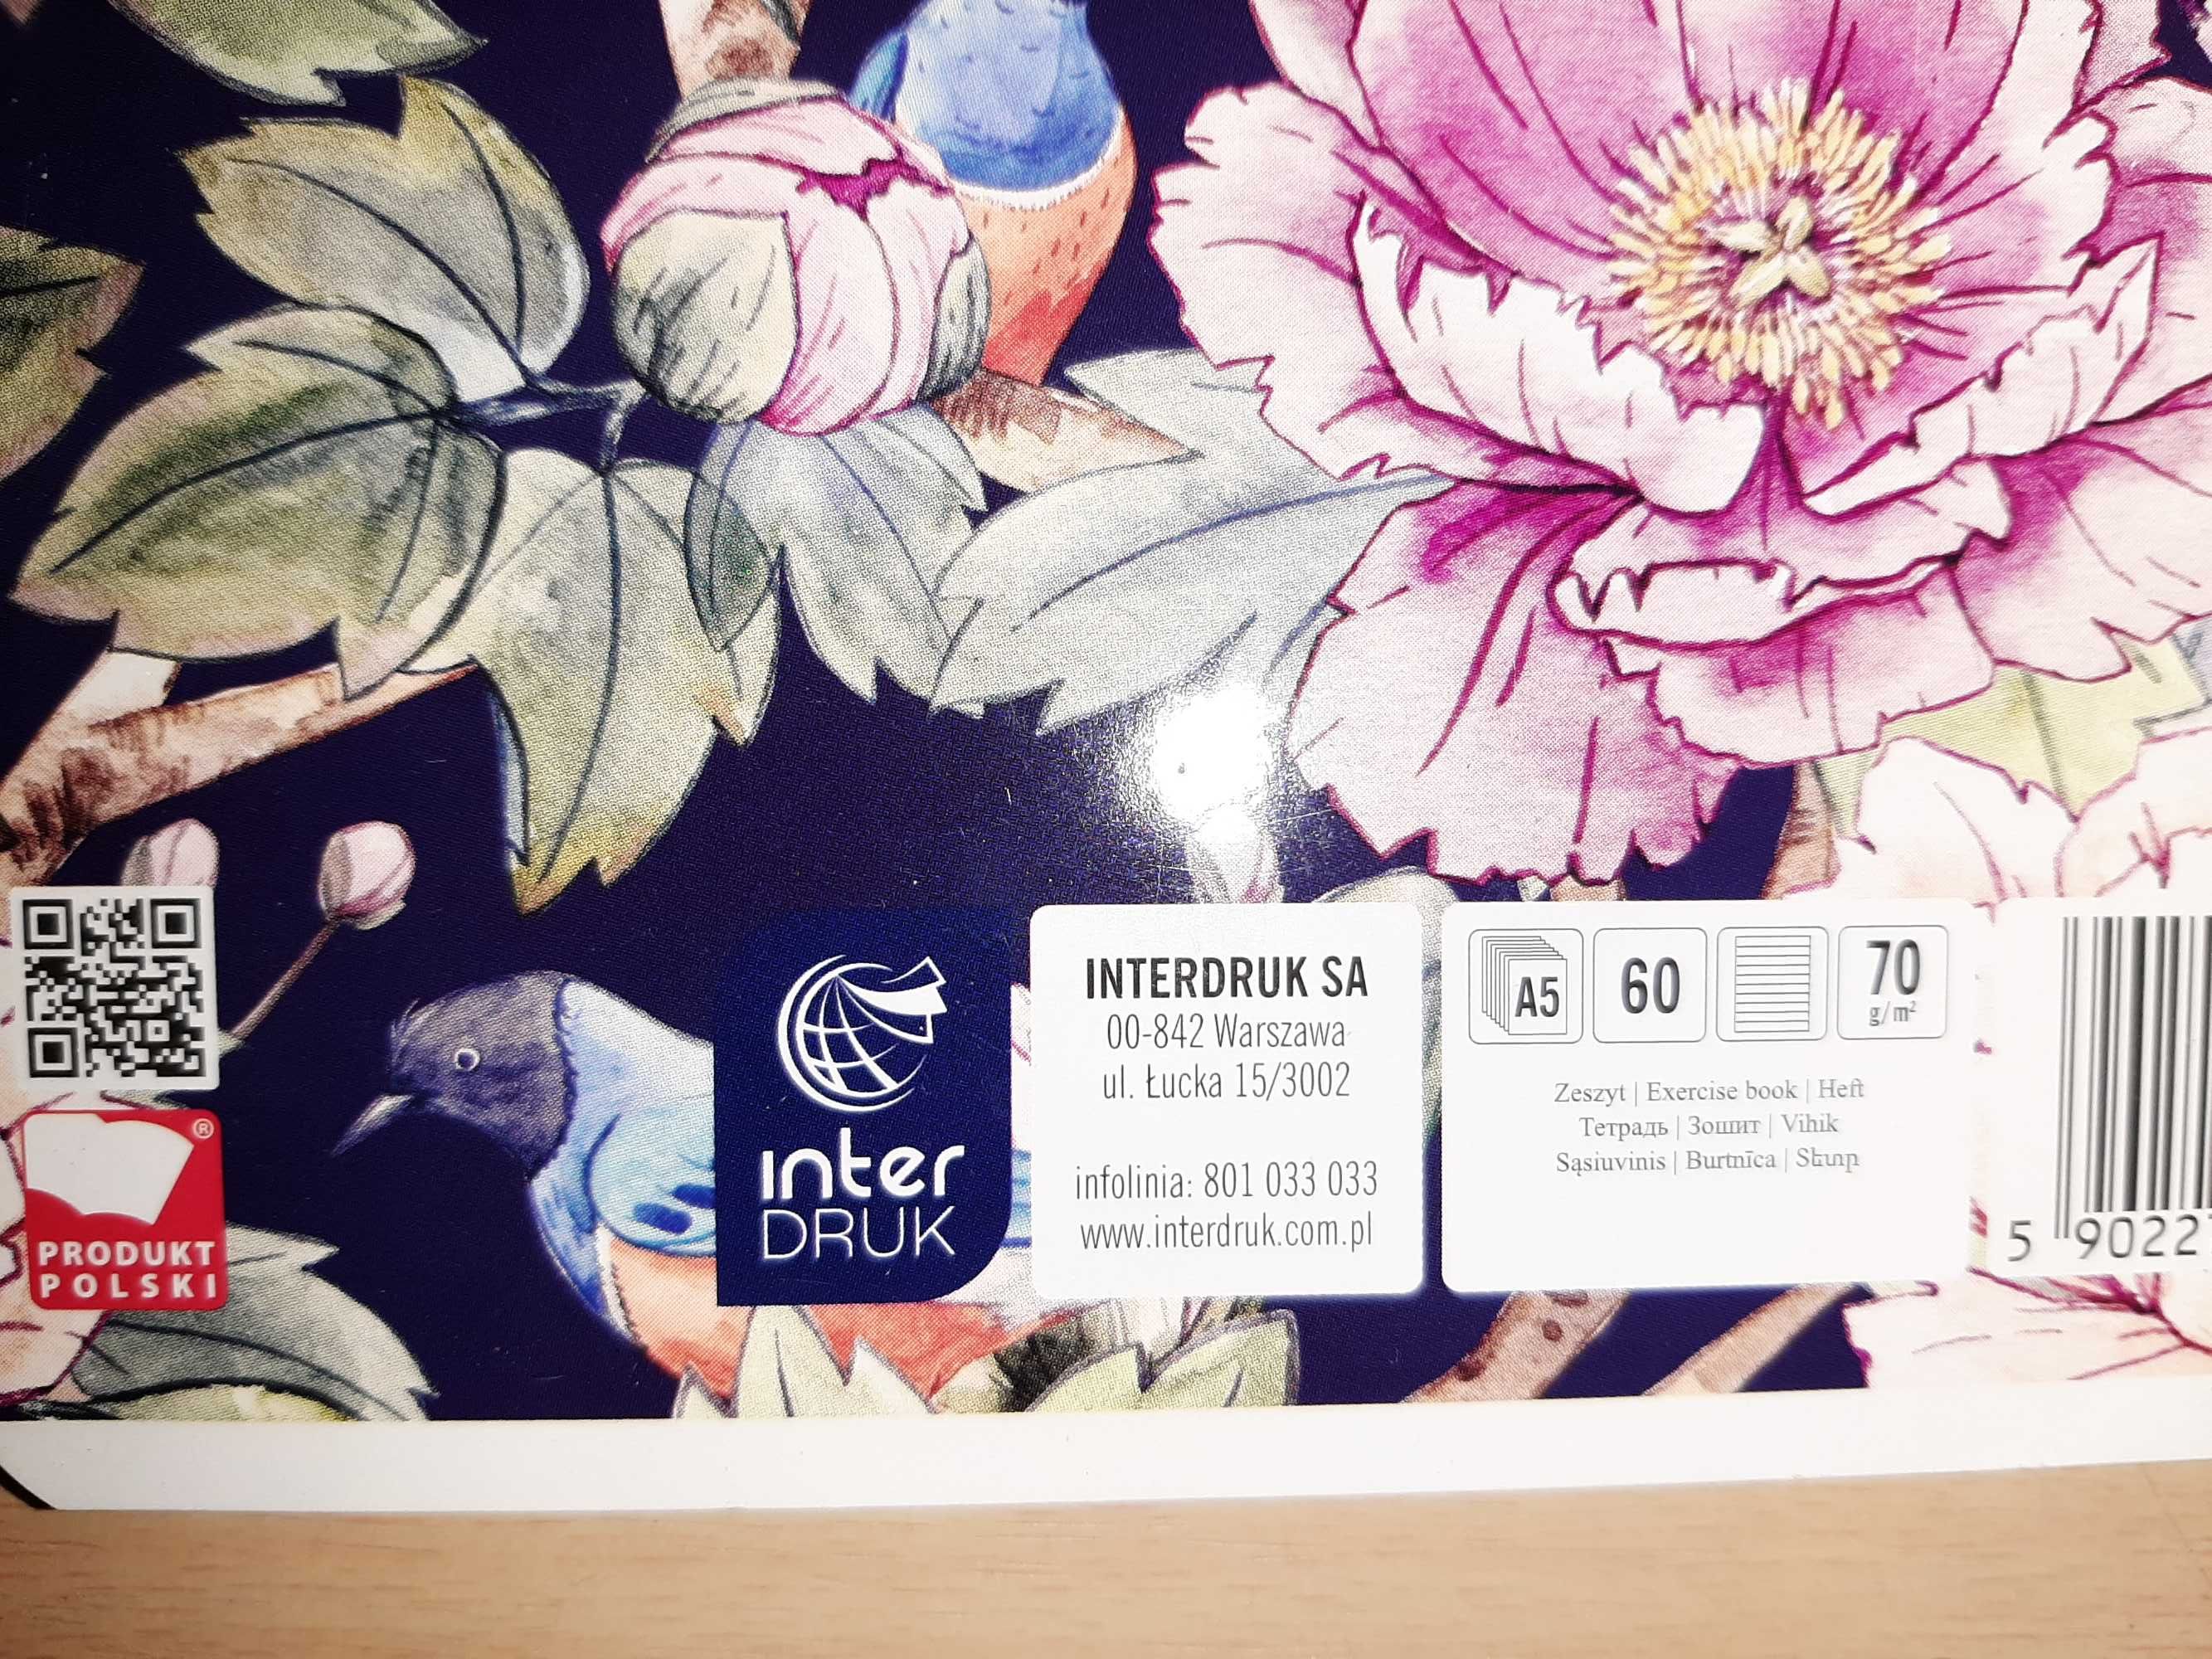 ®
PRODUKT
POLSKI
inter
DRUK
INTERDRUK SA
00-842 Warszawa
ul. Łucka 15/3002
infolinia: 801 033 033
www.interdruk.com.pl
A5
60
70
g/m²
Zeszyt | Exercise book | Heft
Тетрадь | Зошит | Vihik
Sąsiuvinis | Burtnīca | Տետր
5 90227